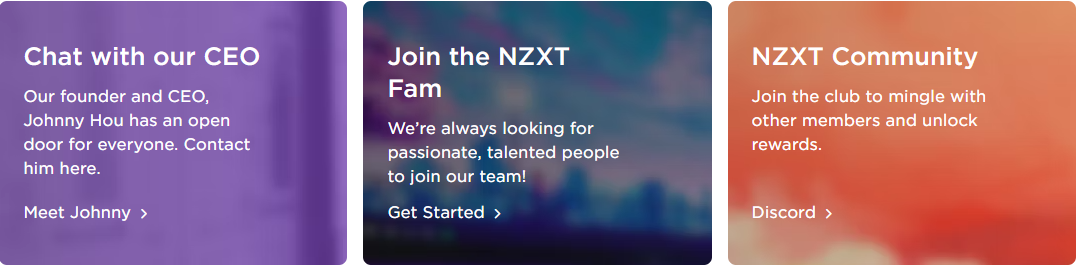 Chat with our CEO
Our founder and CEO,
Johnny Hou has an open
door for everyone. Contact
him here.
Meet Johnny
Join the NZXT
Fam
We’re always looking for
passionate, talented people
to join our team!
Get Started
NZXT Community
Join the club to mingle with
other members and unlock
rewards.
Discord